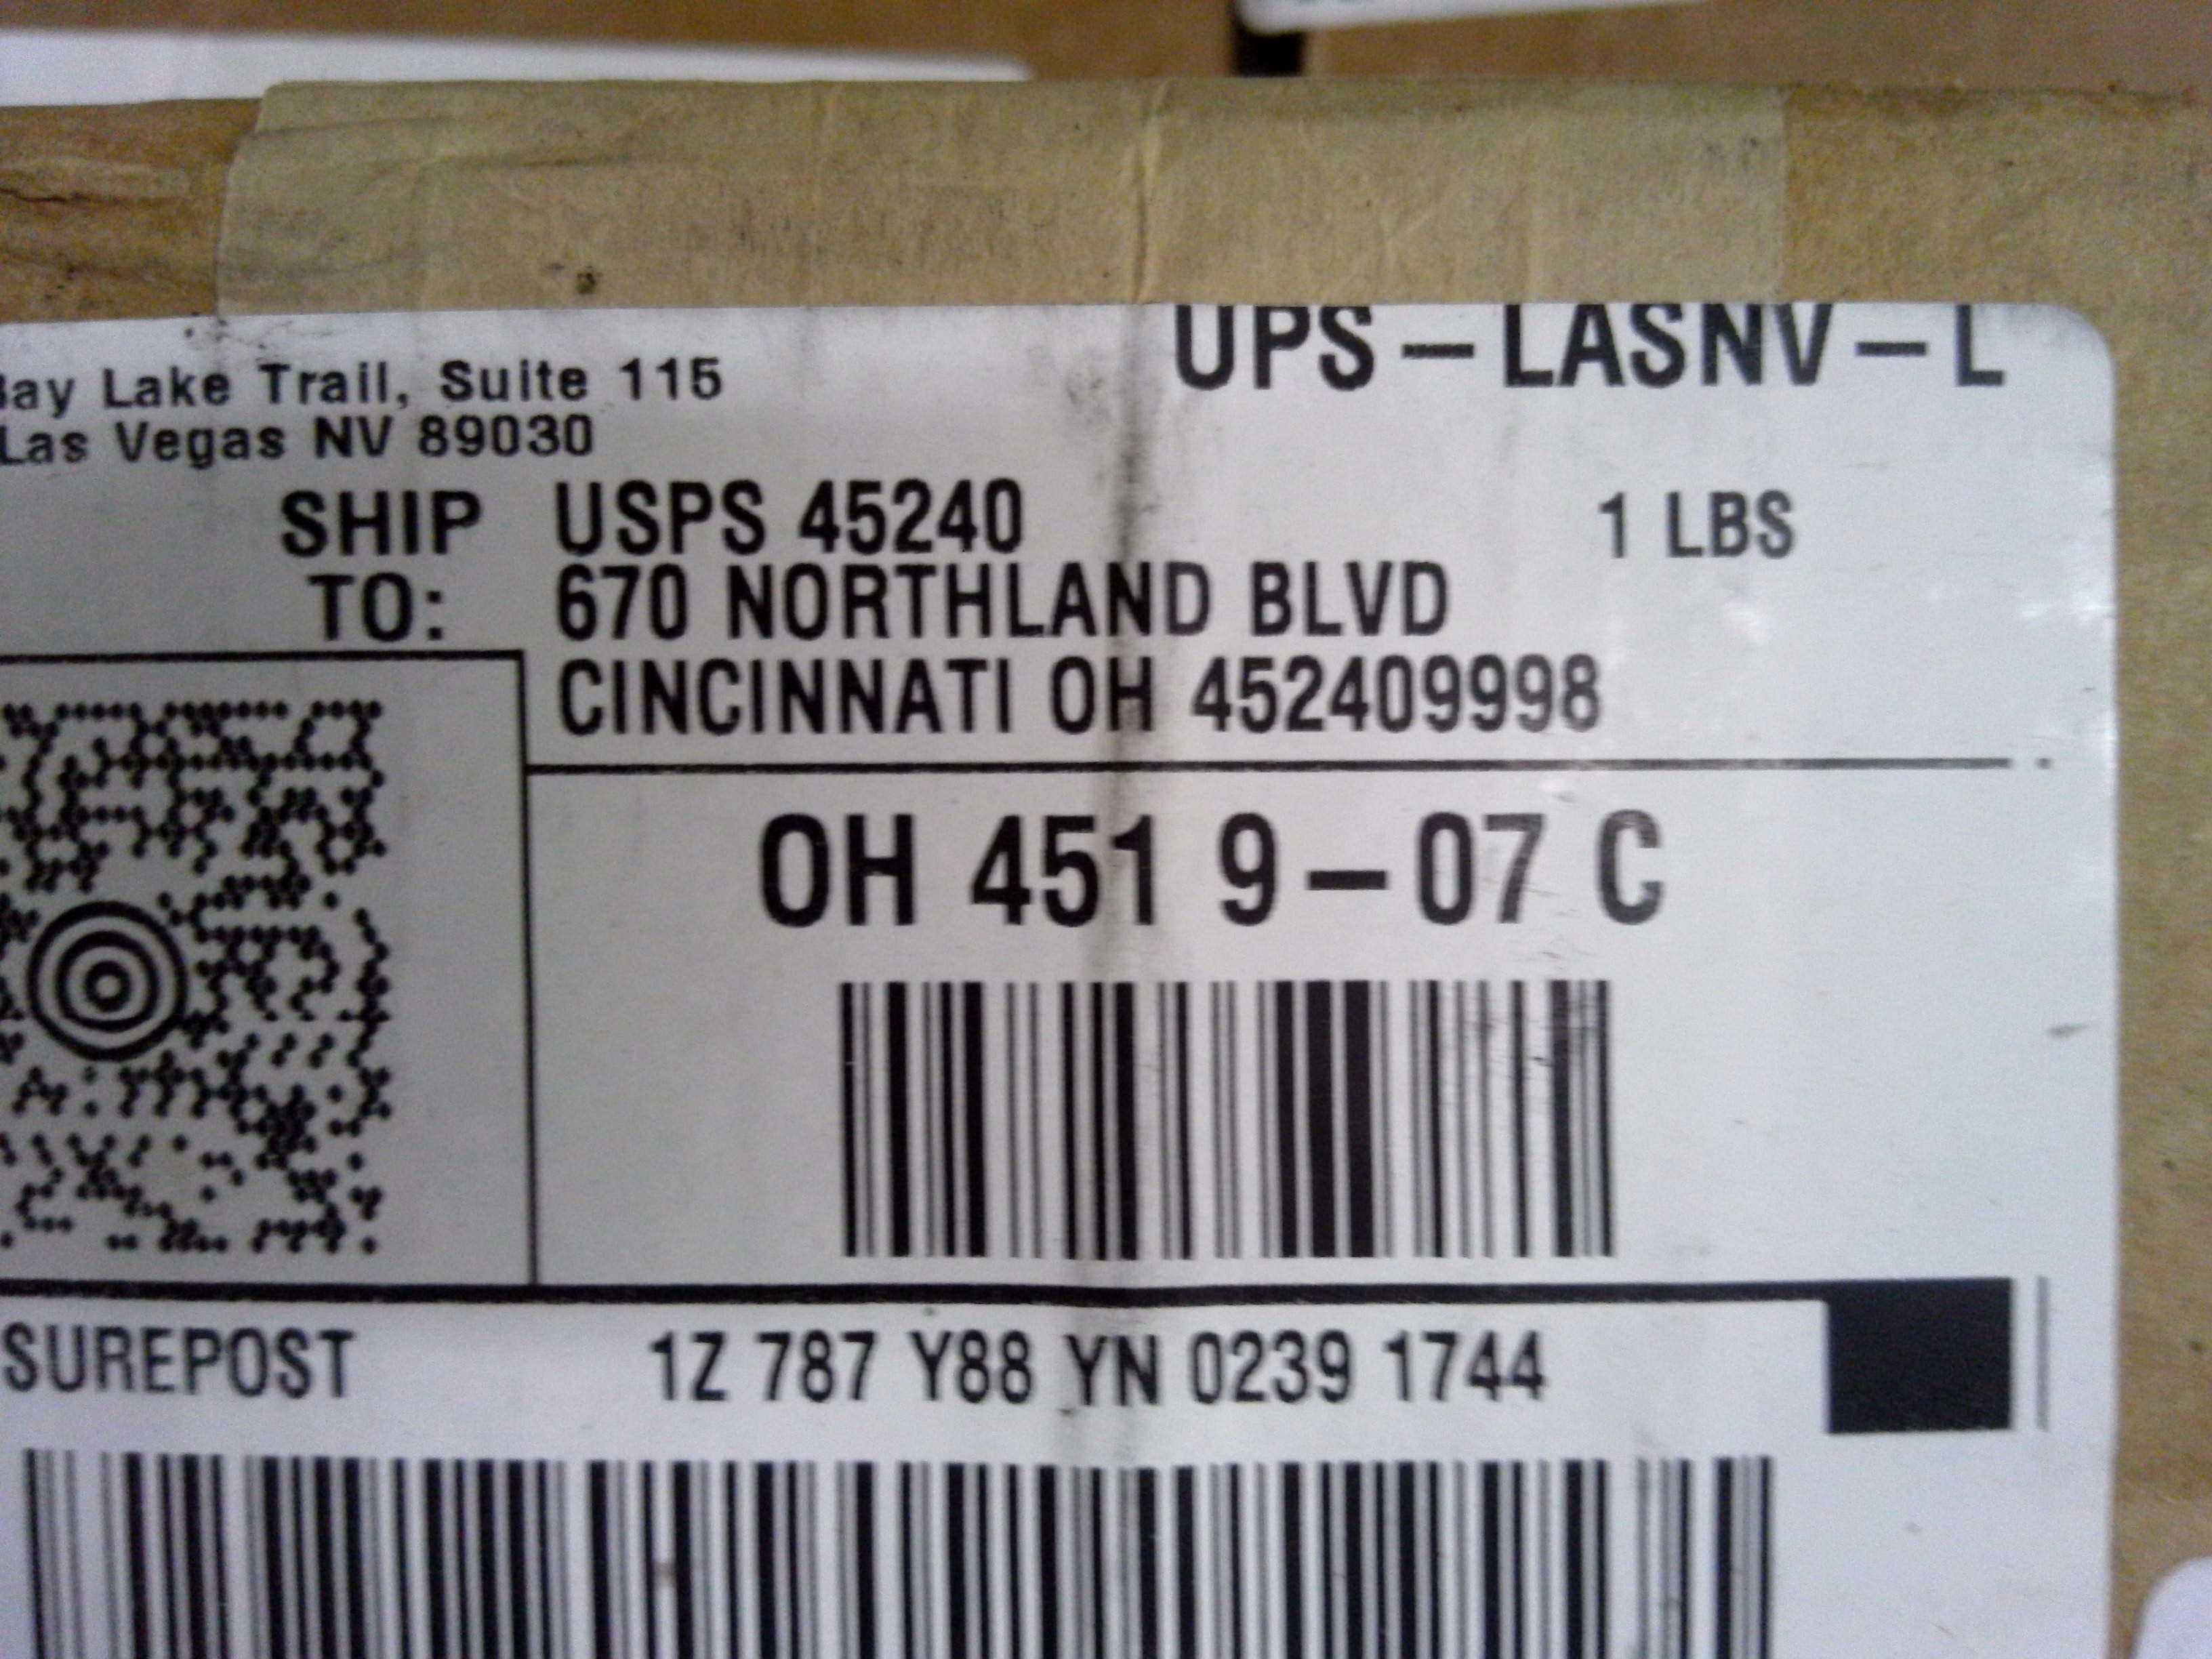 UPS - LASNV - L
Lake Trail, Suite 115
Las Vegas NV 89030
1 LBS
SHIP TO:
USPS 45240
670 NORTHLAND BLVD
CINCINNATI OH 452409998
OH 451 9-07 C
SUREPOST
1Z 787 Y88 YN 0239 1744